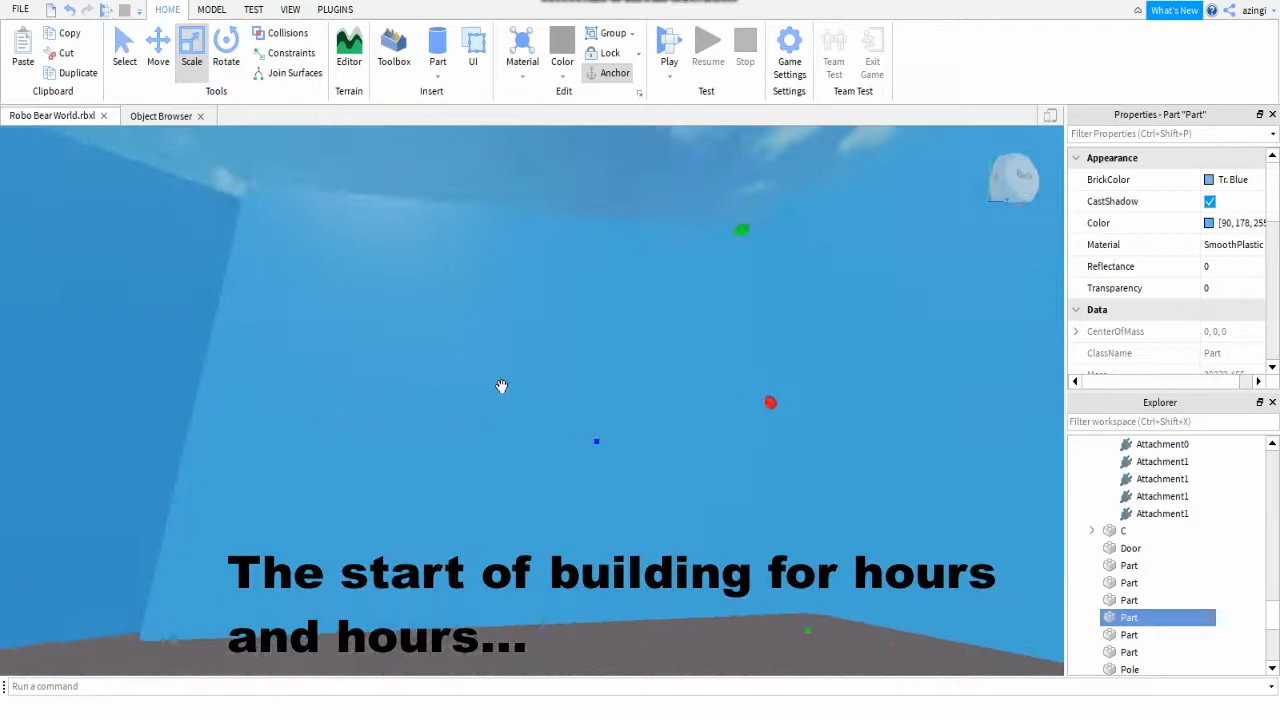 FILE HOME MODEL TEST VIEW PLUGINS What's New azingi
Paste Copy Cut Duplicate Select Move Scale Rotate Collisions Constraints Join Surfaces Editor Toolbox Part UI Material Color Group Lock Anchor Play Resume Stop Game Settings Team Test Exit Game
Clipboard Tools Terrain Insert Edit Test Settings Team Test
Robo Bear World.rbxl Object Browser Properties - Part "Part"
Filter Properties (Ctrl+Shift+P)
Appearance
BrickColor Tr. Blue
CastShadow
Color [90, 178, 255
Material SmoothPlastic
Reflectance 0
Transparency 0
Data
CenterOfMass 0, 0, 0
ClassName Part
Back
Explorer
Filter workspace (Ctrl+Shift+X)
Attachment0
Attachment1
Attachment1
Attachment1
Attachment1
C
Door
Part
Part
Part
Part
Part
Part
Pole
The start of building for hours
and hours...
Run a command